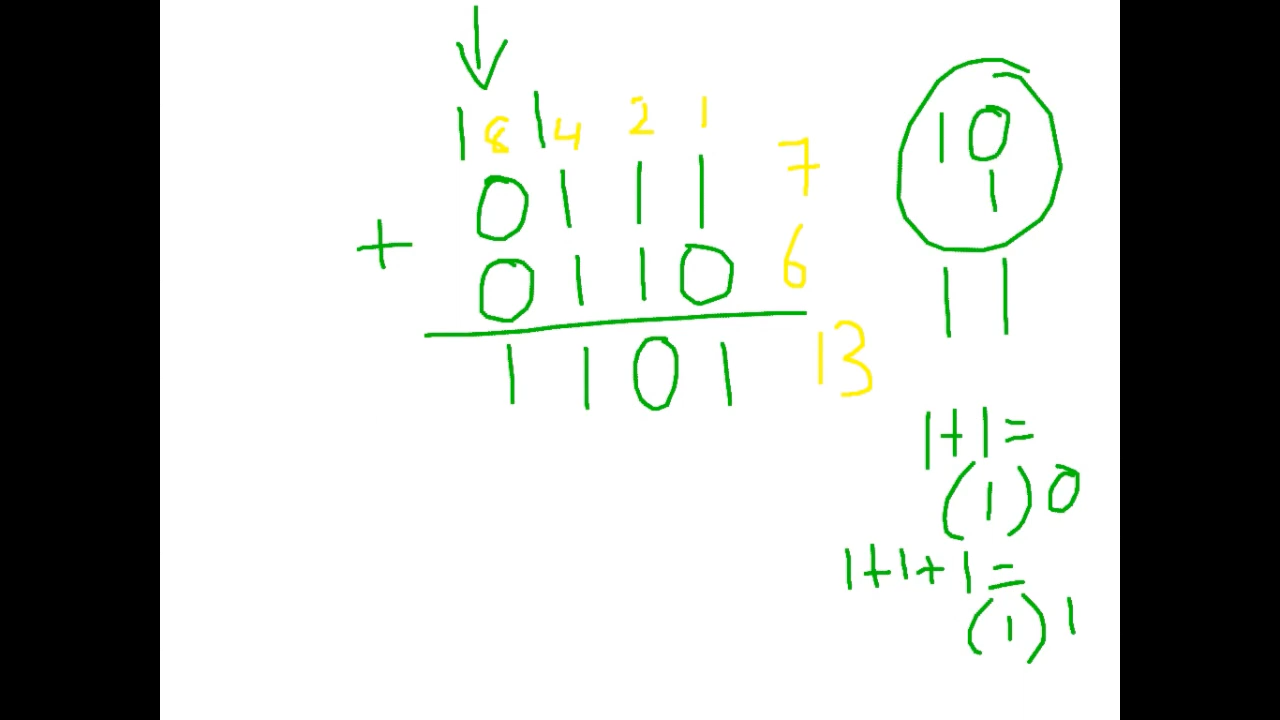 1 8 1 4 2 1
0 1 1 1 7
+ 0 1 1 0 6
1 1 0 1 13
10
1
11
1+1=
(1)0
1+1+1=
(1)1